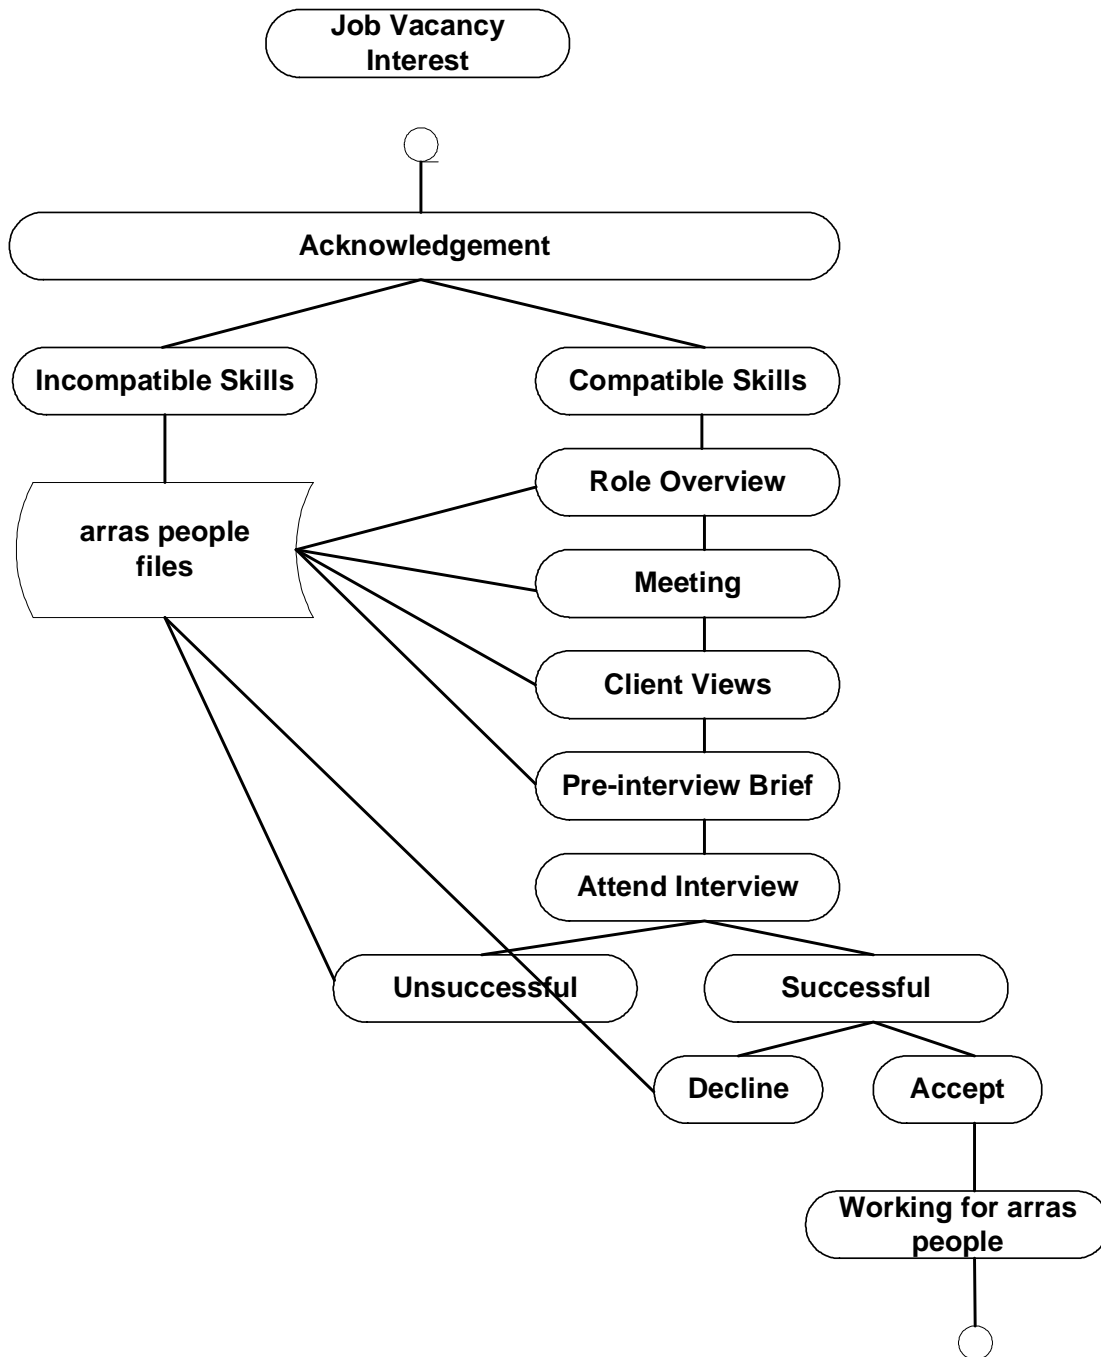 Job Vacancy
Interest
Acknowledgement
Incompatible Skills
Compatible Skills
Role Overview
arras people
files
Meeting
Client Views
Pre-interview Brief
Attend Interview
Unsuccessful
Successful
Decline
Accept
Working for arras
people